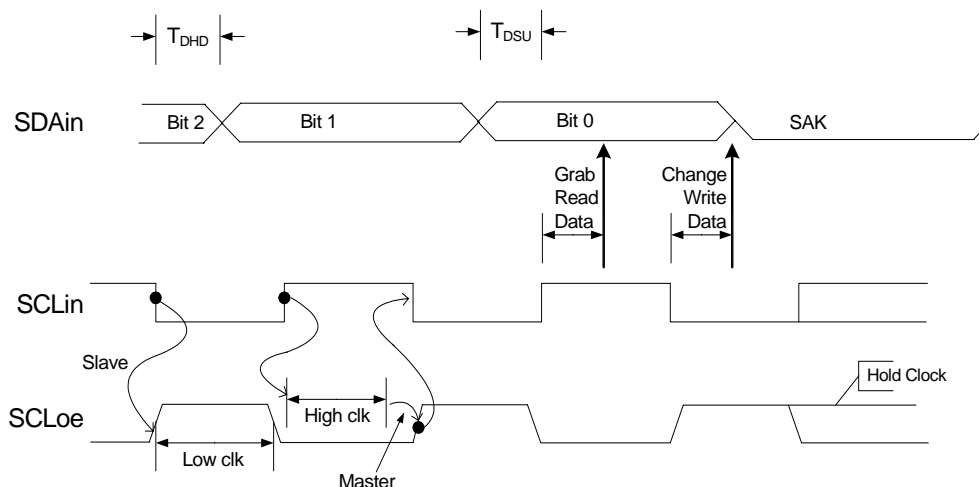 TDHD
TDSU
SDAin
Bit 2
Bit 1
Bit 0
SAK
Grab
Read
Data
Change
Write
Data
SCLin
Slave
Hold Clock
High clk
SCLoe
Low clk
Master